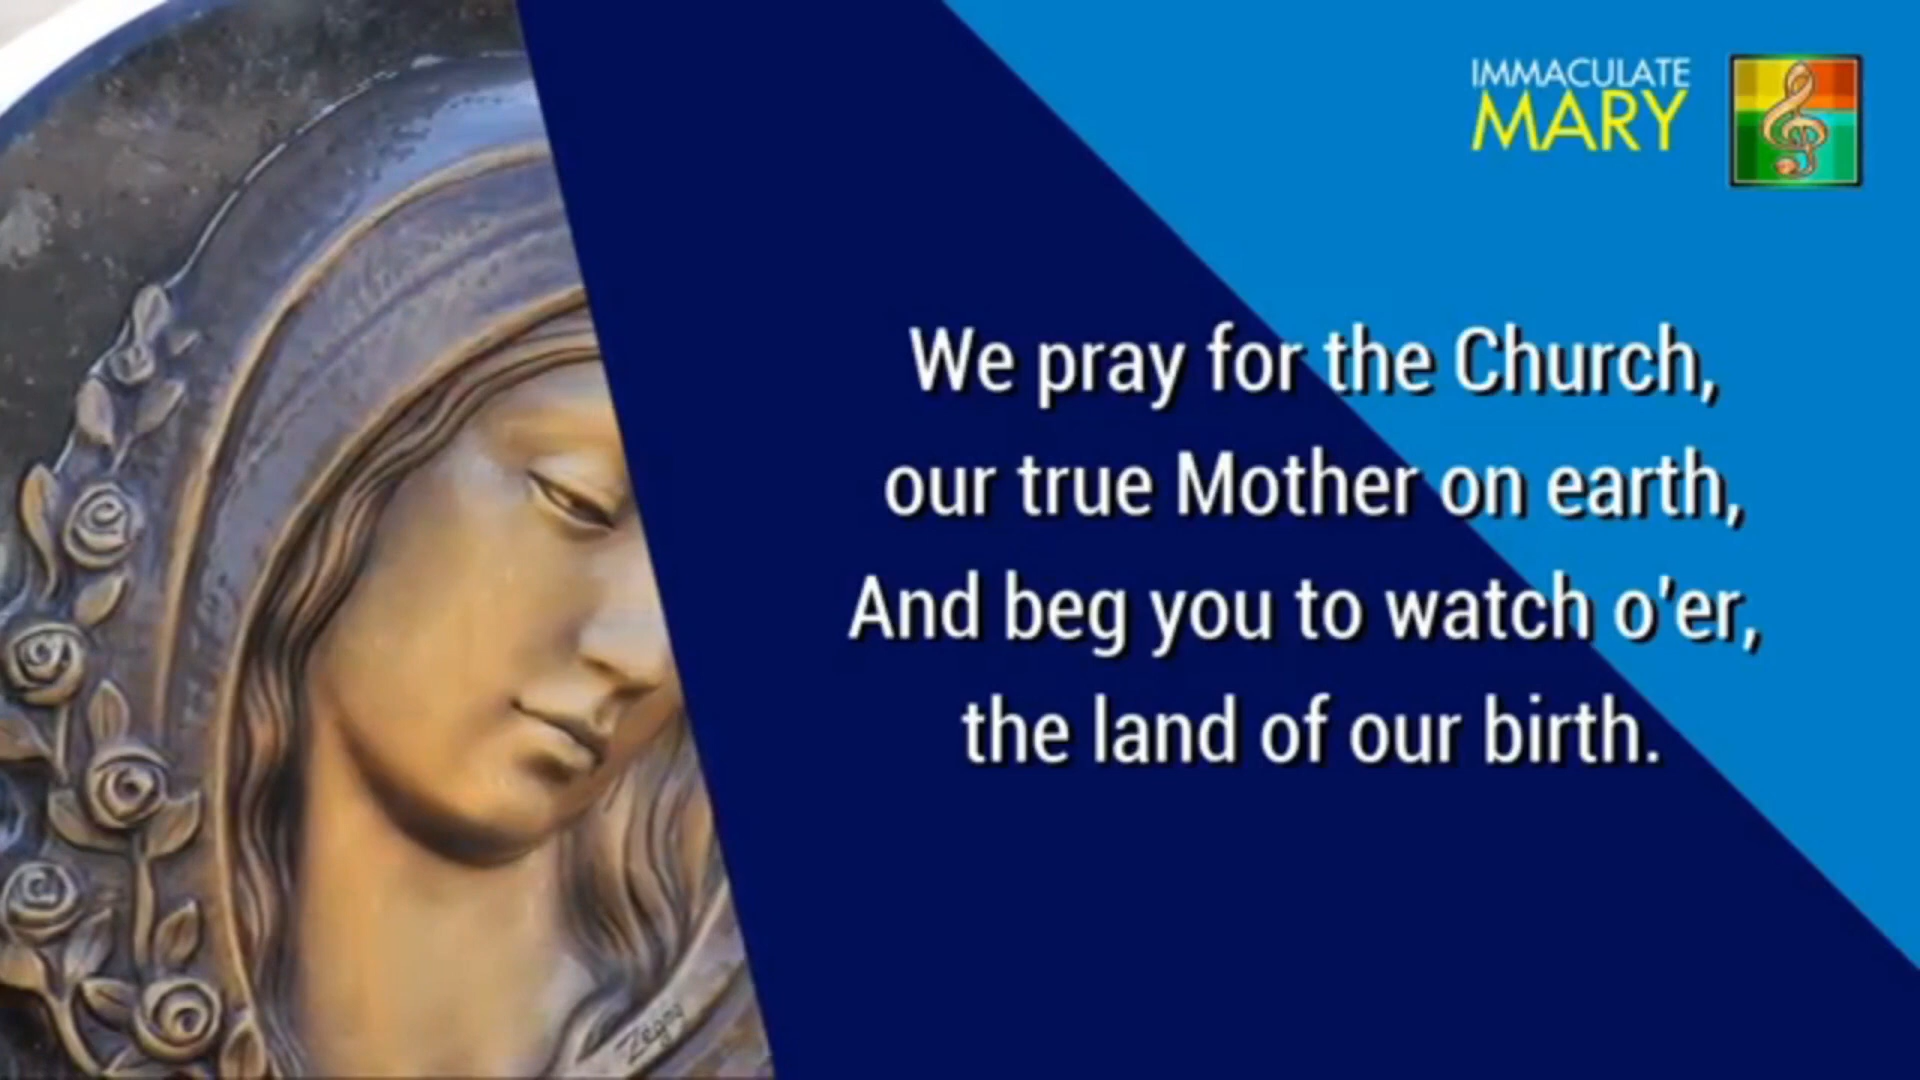 IMMACULATE
MARY
We pray for the Church,
our true Mother on earth,
And beg you to watch o'er,
the land of our birth.
Zegna